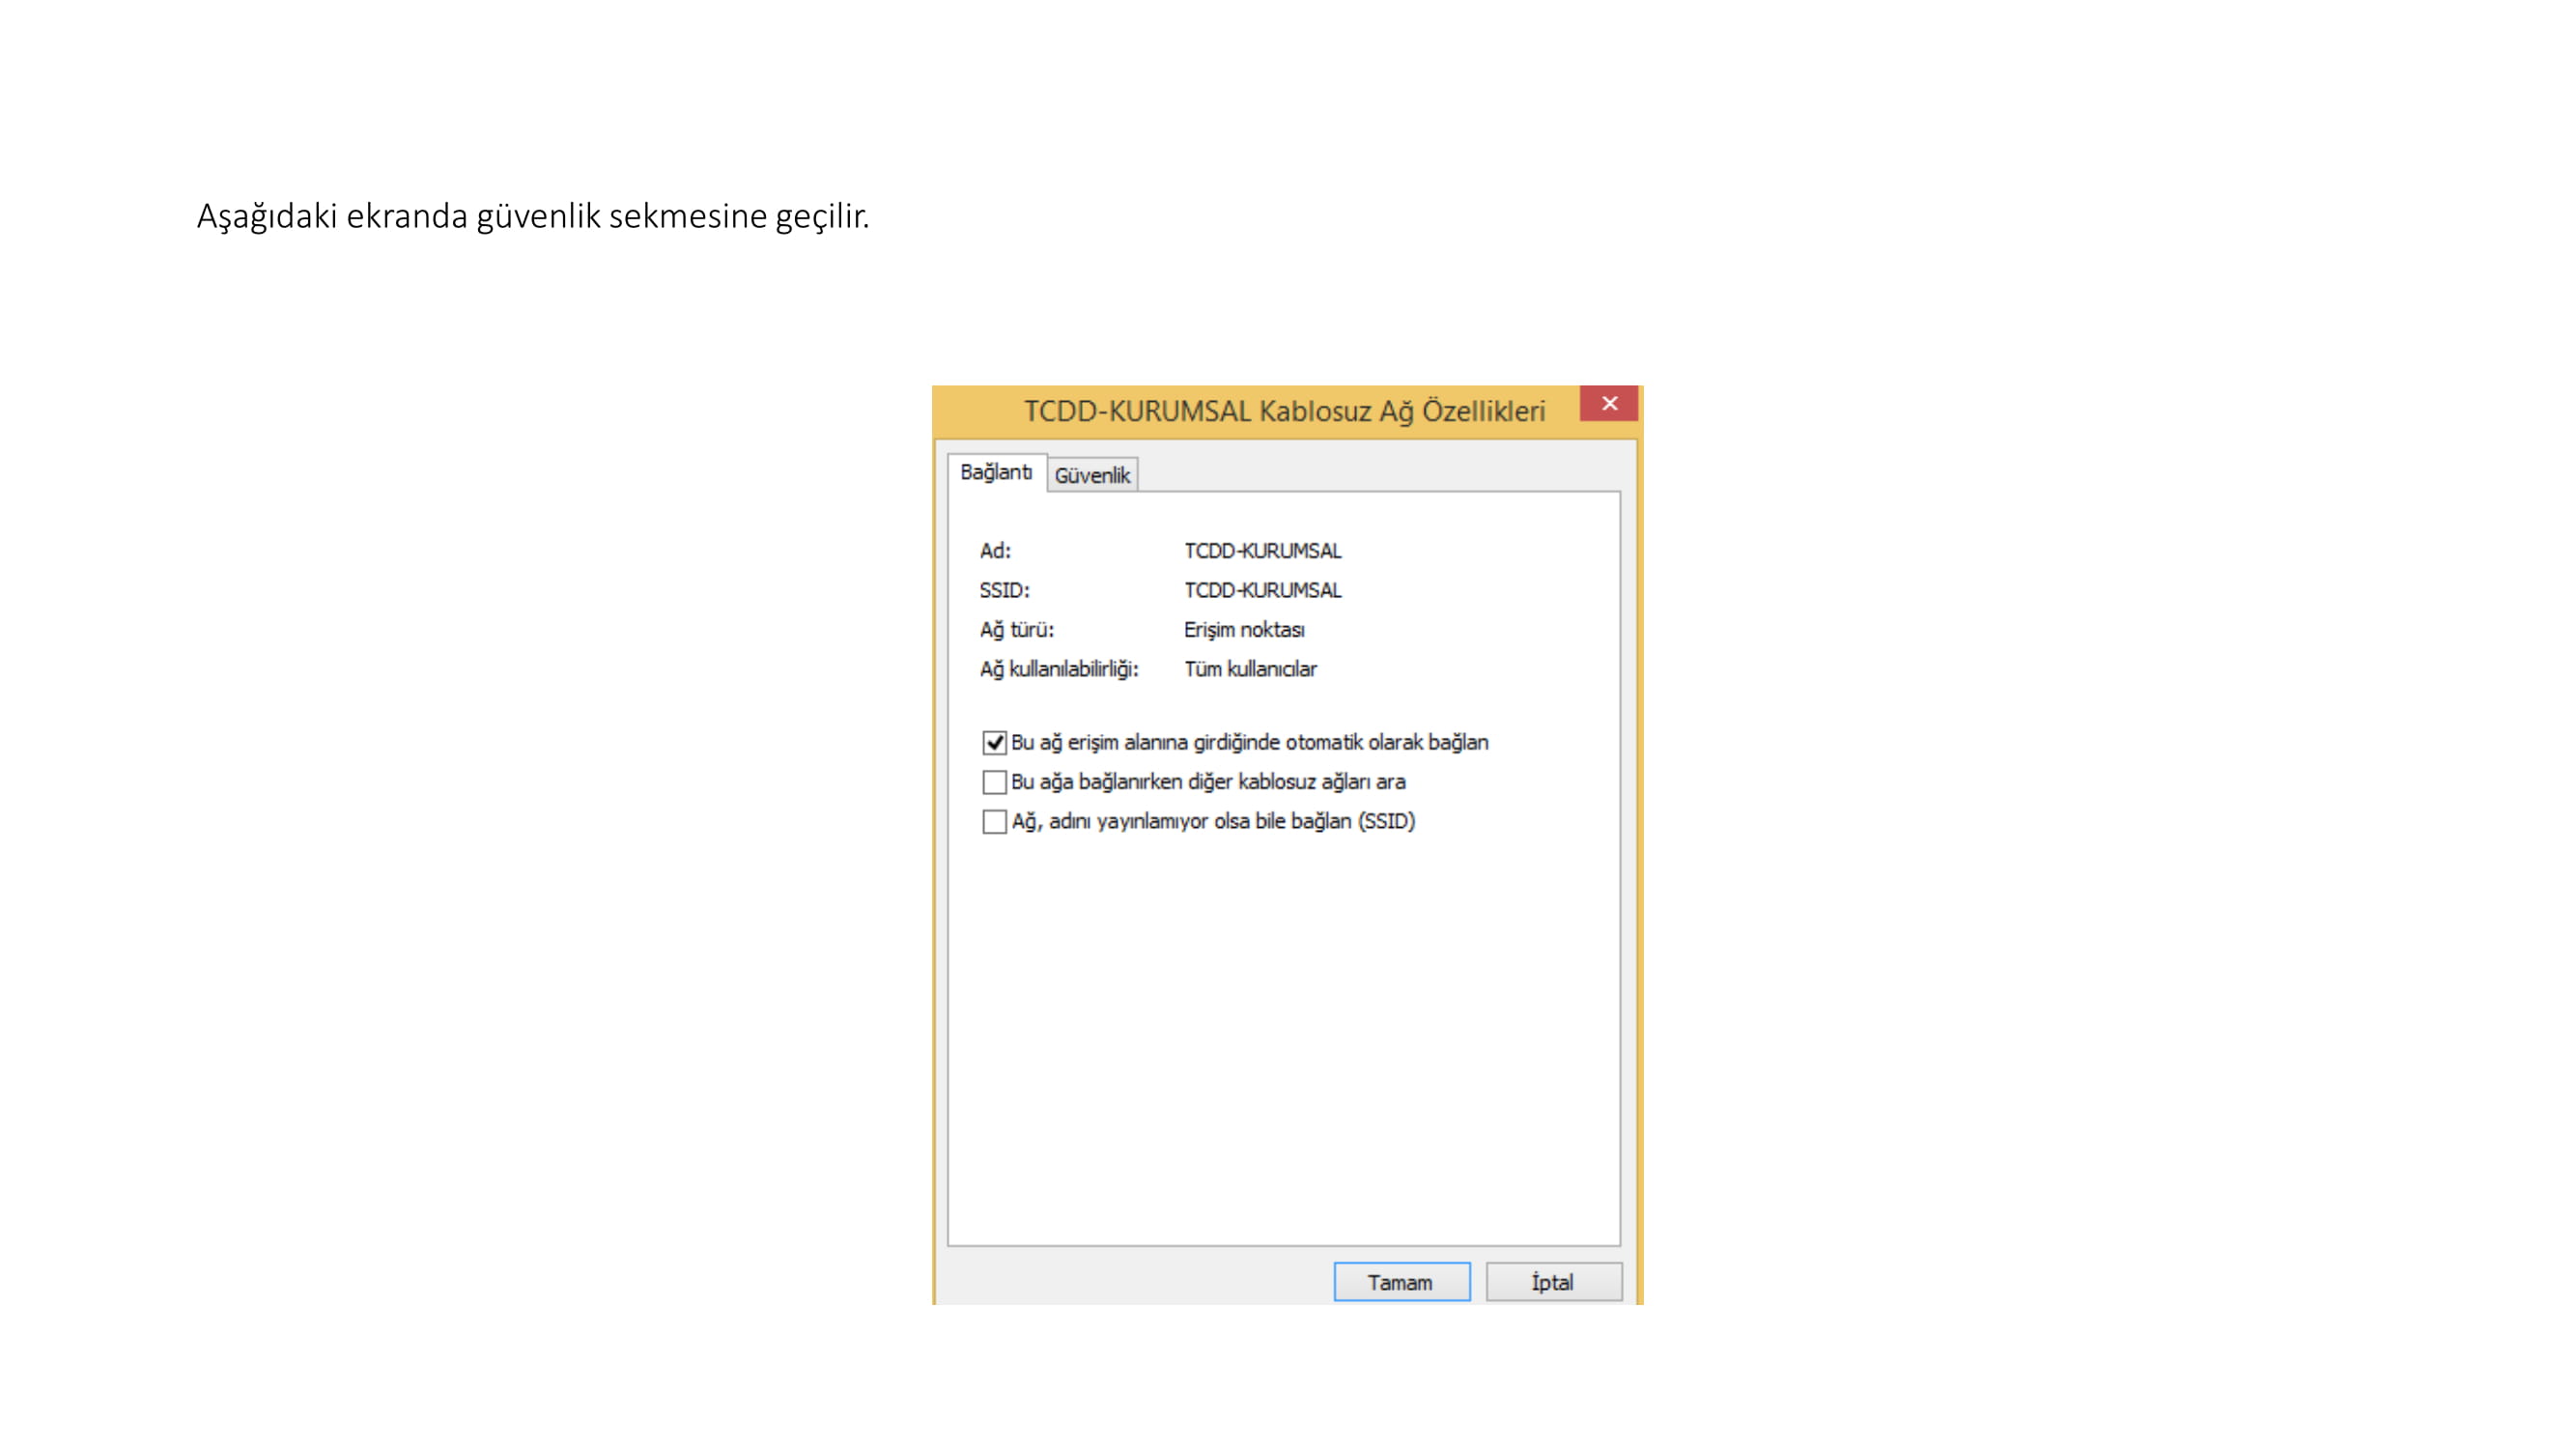 Aşağıdaki ekranda güvenlik sekmesine geçilir.
TCDD-KURUMSAL Kablosuz Ağ Özellikleri
Bağlantı Güvenlik
Ad: TCDD-KURUMSAL
SSID: TCDD-KURUMSAL
Ağ türü: Erişim noktası
Ağ kullanılabilirliği: Tüm kullanıcılar
Bu ağ erişim alanına girdiğinde otomatik olarak bağlan
Bu ağa bağlanırken diğer kablosuz ağları ara
Ağ, adını yayınlamıyor olsa bile bağlan (SSID)
Tamam İptal